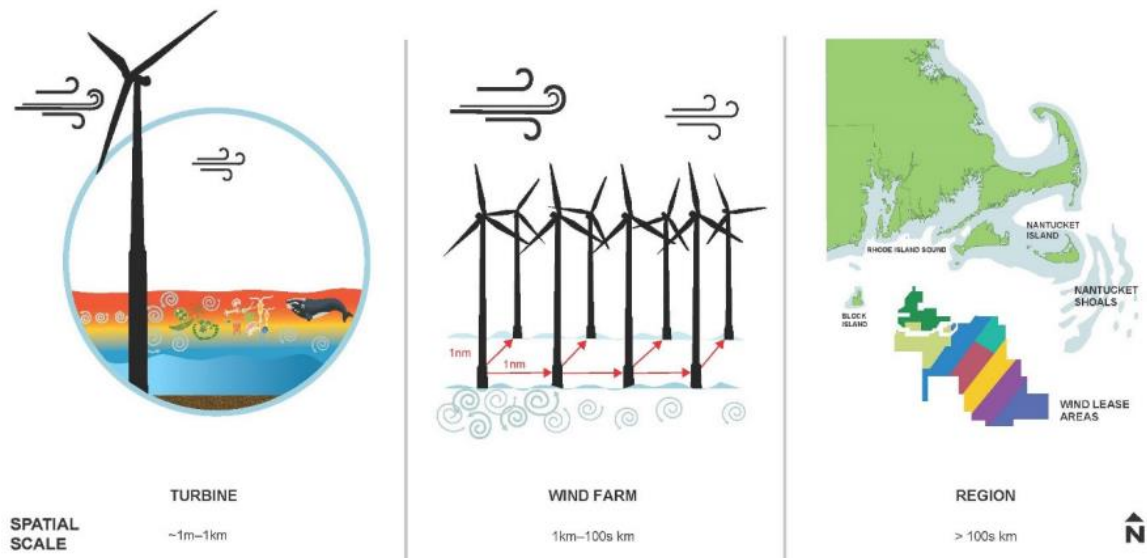 RHODE ISLAND SOUND
NANTUCKET
ISLAND
NANTUCKET
SHOALS
BLOCK
ISLAND
1nm
1nm
WIND LEASE
AREAS
TURBINE
WIND FARM
REGION
SPATIAL
SCALE
~1m–1km
1km–100s km
> 100s km
N